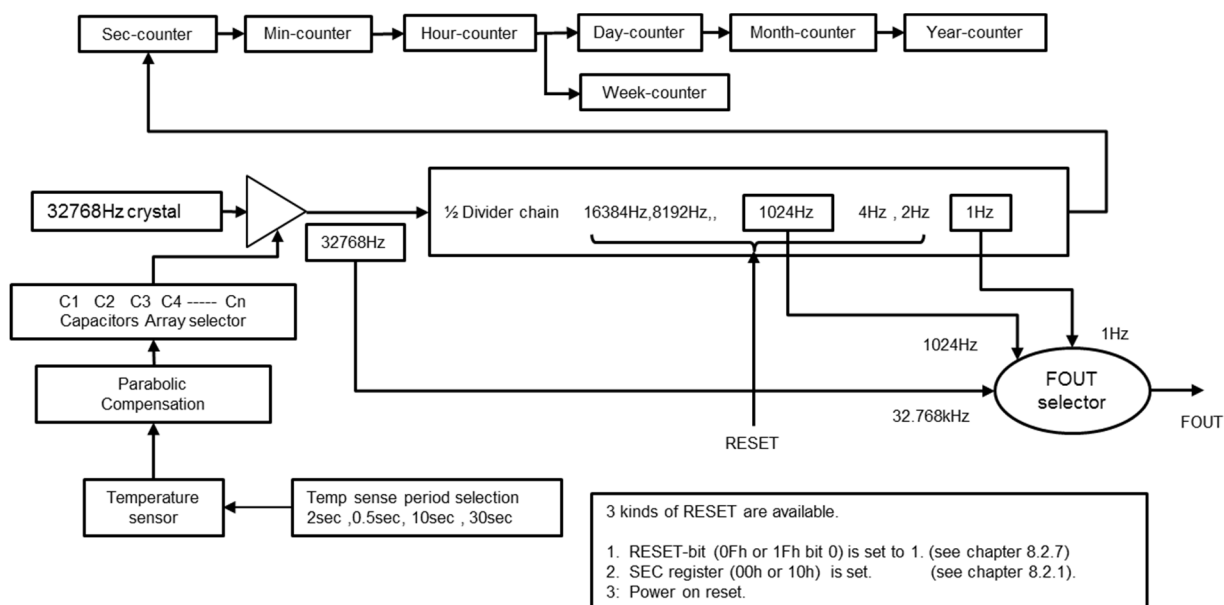 Sec-counter
Min-counter
Hour-counter
Day-counter
Month-counter
Year-counter
Week-counter
32768Hz crystal
32768Hz
½ Divider chain 16384Hz,8192Hz,, 1024Hz 4Hz , 2Hz 1Hz
C1 C2 C3 C4 ----- Cn
Capacitors Array selector
Parabolic
Compensation
Temperature
sensor
Temp sense period selection
2sec ,0.5sec, 10sec , 30sec
RESET
1024Hz
1Hz
32.768kHz
FOUT
selector
FOUT
3 kinds of RESET are available.
1. RESET-bit (0Fh or 1Fh bit 0) is set to 1. (see chapter 8.2.7)
2. SEC register (00h or 10h) is set. (see chapter 8.2.1).
3: Power on reset.